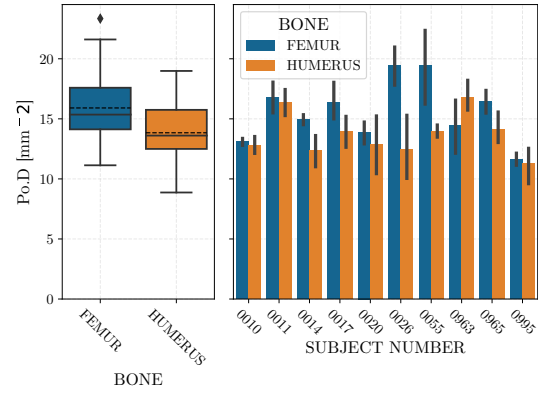 Po.D [mm−2]
20
15
10
5
0
FEMUR
HUMERUS
BONE
BONE
FEMUR
HUMERUS
0010
0011
0014
0017
0020
0026
0055
0963
0965
0995
SUBJECT NUMBER